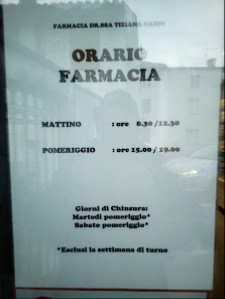 FARMACIA DR.SSA TIZIANA
ORARIO
FARMACIA
MATTINO : ore 8.30 /12.30
POMERIGGIO : ore 15.00 / 19.00
Giorni di Chiusura:
Martedì pomeriggio*
Sabato pomeriggio*
*Esclusi la settimana di turno